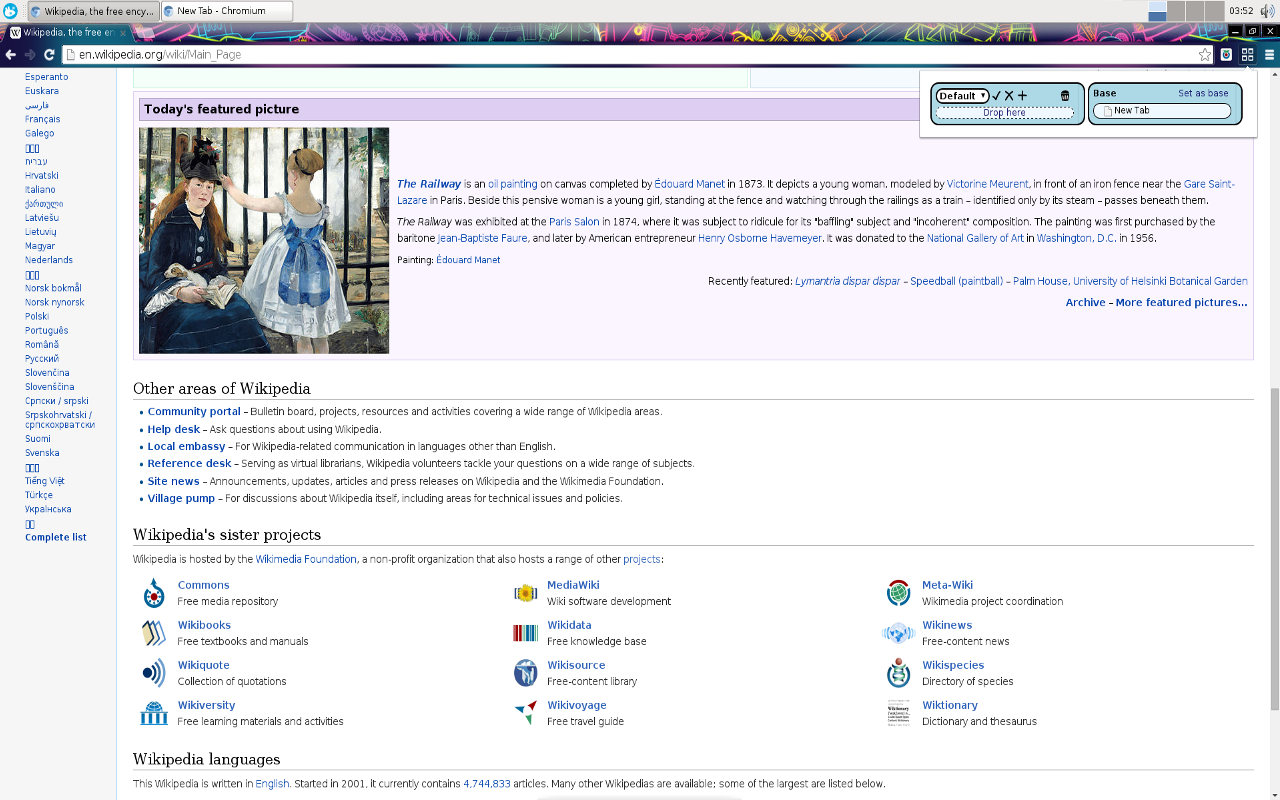 Wikipedia, the free ency...
New Tab - Chromium
03:52
Wikipedia, the free en
en.wikipedia.org/wiki/Main_Page
Default
Drop here
Base
Set as base
New Tab
Esperanto
Euskara
فارسی
Français
Galego
עברית
Hrvatski
Italiano
ქართული
Latviešu
Lietuvių
Magyar
Nederlands
Norsk bokmål
Norsk nynorsk
Polski
Português
Română
Русский
Slovenčina
Slovenščina
Српски / srpski
Srpskohrvatski /
српскохрватски
Suomi
Svenska
Tiếng Việt
Türkçe
Українська
Complete list
Today's featured picture
The Railway is an oil painting on canvas completed by Édouard Manet in 1873. It depicts a young woman, modeled by Victorine Meurent, in front of an iron fence near the Gare Saint-
Lazare in Paris. Beside this pensive woman is a young girl, standing at the fence and watching through the railings as a train – identified only by its steam – passes beneath them.
The Railway was exhibited at the Paris Salon in 1874, where it was subject to ridicule for its "baffling" subject and "incoherent" composition. The painting was first purchased by the
baritone Jean-Baptiste Faure, and later by American entrepreneur Henry Osborne Havemeyer. It was donated to the National Gallery of Art in Washington, D.C. in 1956.
Painting: Édouard Manet
Recently featured: Lymantria dispar dispar – Speedball (paintball) – Palm House, University of Helsinki Botanical Garden
Archive – More featured pictures...
Other areas of Wikipedia
• Community portal – Bulletin board, projects, resources and activities covering a wide range of Wikipedia areas.
• Help desk – Ask questions about using Wikipedia.
• Local embassy – For Wikipedia-related communication in languages other than English.
• Reference desk – Serving as virtual librarians, Wikipedia volunteers tackle your questions on a wide range of subjects.
• Site news – Announcements, updates, articles and press releases on Wikipedia and the Wikimedia Foundation.
• Village pump – For discussions about Wikipedia itself, including areas for technical issues and policies.
Wikipedia's sister projects
Wikipedia is hosted by the Wikimedia Foundation, a non-profit organization that also hosts a range of other projects:
Commons
Free media repository
MediaWiki
Wiki software development
Meta-Wiki
Wikimedia project coordination
Wikibooks
Free textbooks and manuals
Wikidata
Free knowledge base
Wikinews
Free-content news
Wikiquote
Collection of quotations
Wikisource
Free-content library
Wikispecies
Directory of species
Wikiversity
Free learning materials and activities
Wikivoyage
Free travel guide
Wiktionary
Dictionary and thesaurus
Wikipedia languages
This Wikipedia is written in English. Started in 2001, it currently contains 4,744,833 articles. Many other Wikipedias are available; some of the largest are listed below.